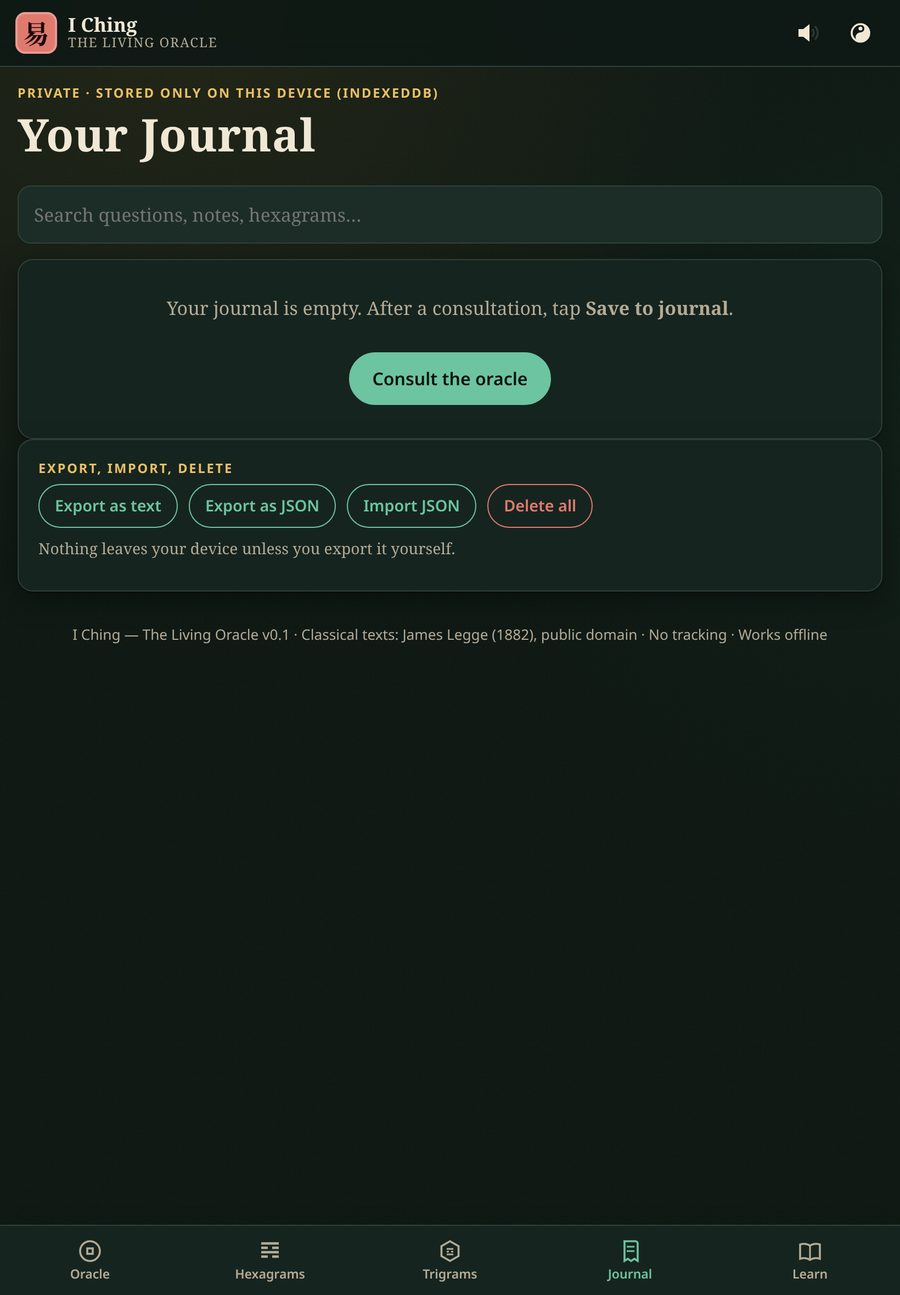 易
I Ching
THE LIVING ORACLE
PRIVATE · STORED ONLY ON THIS DEVICE (INDEXEDDB)
Your Journal
Search questions, notes, hexagrams…
Your journal is empty. After a consultation, tap Save to journal.
Consult the oracle
EXPORT, IMPORT, DELETE
Export as text Export as JSON Import JSON Delete all
Nothing leaves your device unless you export it yourself.
I Ching — The Living Oracle v0.1 · Classical texts: James Legge (1882), public domain · No tracking · Works offline
Oracle Hexagrams Trigrams Journal Learn